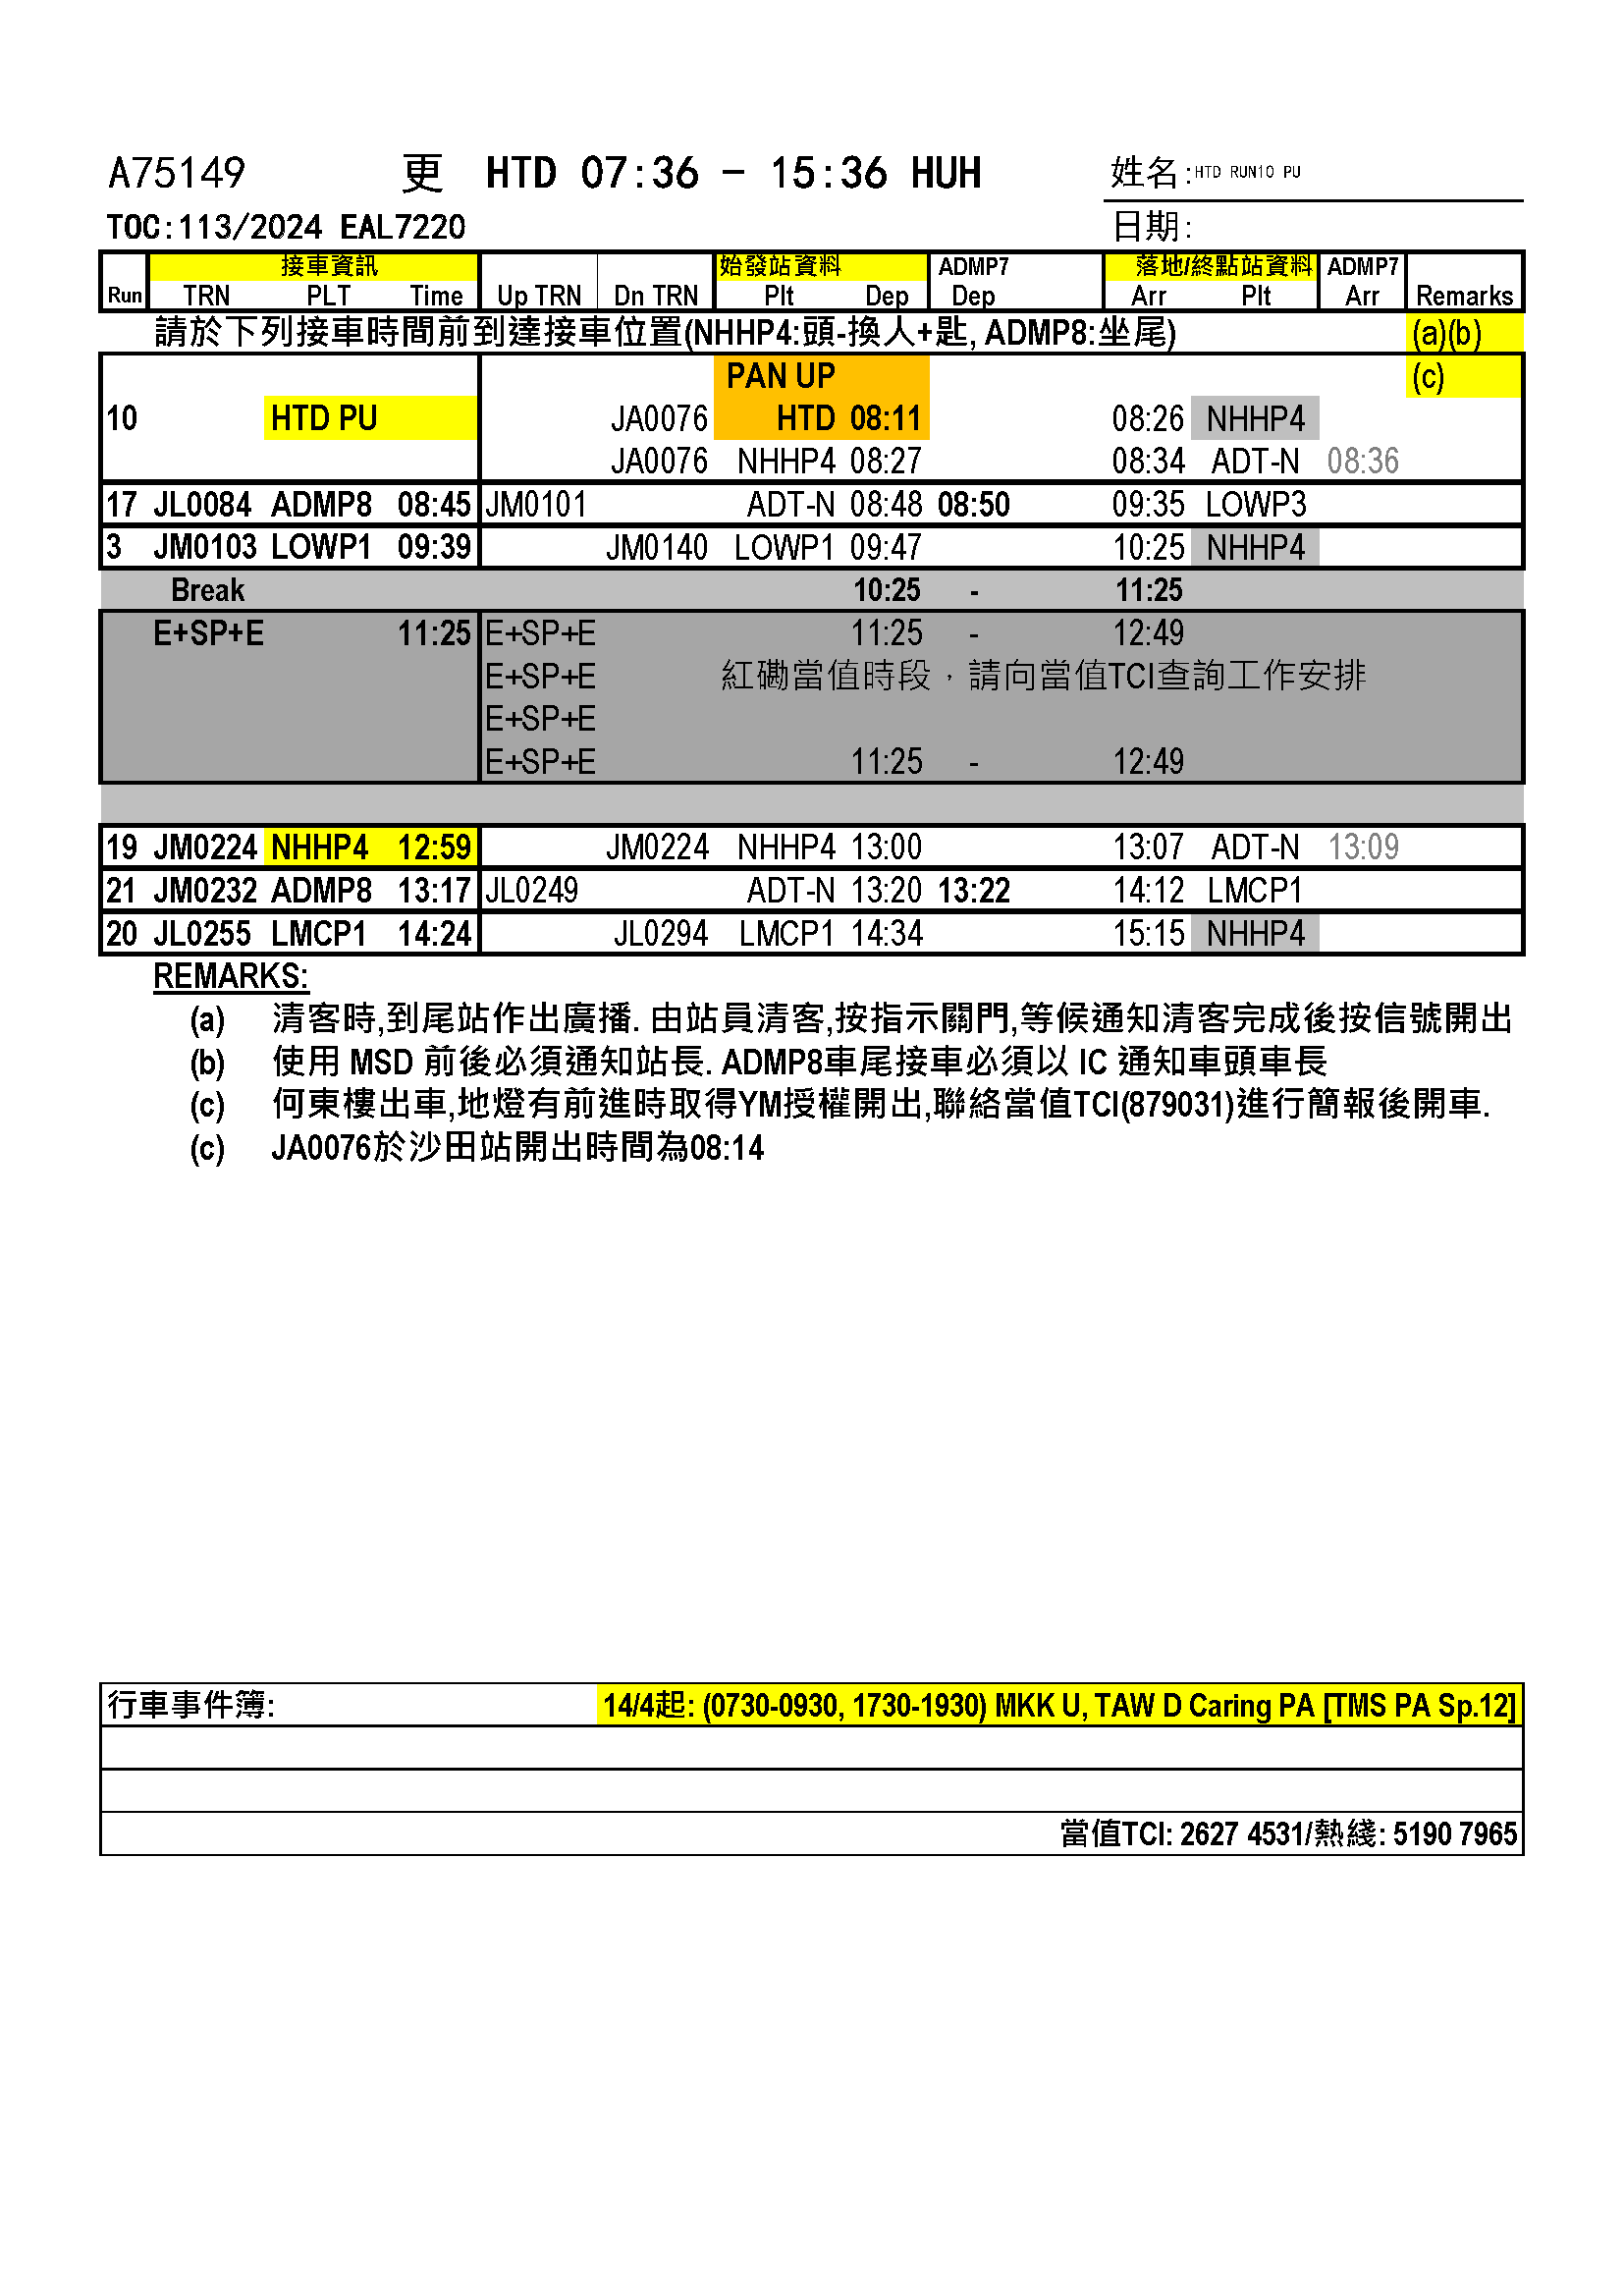 A75149 更 HTD 07:36 - 15:36 HUH 姓名:HTD RUN10 PU
TOC:113/2024 EAL7220 日期:
接車資訊 始發站資料 ADMP7 落地/終點站資料 ADMP7
Run TRN PLT Time Up TRN Dn TRN Plt Dep Dep Arr Plt Arr Remarks
請於下列接車時間前到達接車位置(NHHP4:頭-換人+匙, ADMP8:坐尾) (a)(b)
PAN UP (c)
10 HTD PU JA0076 HTD 08:11 08:26 NHHP4
JA0076 NHHP4 08:27 08:34 ADT-N 08:36
17 JL0084 ADMP8 08:45 JM0101 ADT-N 08:48 08:50 09:35 LOWP3
3 JM0103 LOWP1 09:39 JM0140 LOWP1 09:47 10:25 NHHP4
Break 10:25 - 11:25
E+SP+E 11:25 E+SP+E 11:25 - 12:49
E+SP+E 紅磡當值時段，請向當值TCI查詢工作安排
E+SP+E
E+SP+E 11:25 - 12:49
19 JM0224 NHHP4 12:59 JM0224 NHHP4 13:00 13:07 ADT-N 13:09
21 JM0232 ADMP8 13:17 JL0249 ADT-N 13:20 13:22 14:12 LMCP1
20 JL0255 LMCP1 14:24 JL0294 LMCP1 14:34 15:15 NHHP4
REMARKS:
(a) 清客時,到尾站作出廣播. 由站員清客,按指示關門,等候通知清客完成後按信號開出
(b) 使用 MSD 前後必須通知站長. ADMP8車尾接車必須以 IC 通知車頭車長
(c) 何東樓出車,地燈有前進時取得YM授權開出,聯絡當值TCI(879031)進行簡報後開車.
(c) JA0076於沙田站開出時間為08:14
行車事件簿: 14/4起: (0730-0930, 1730-1930) MKK U, TAW D Caring PA [TMS PA Sp.12]
當值TCI: 2627 4531/熱綫: 5190 7965